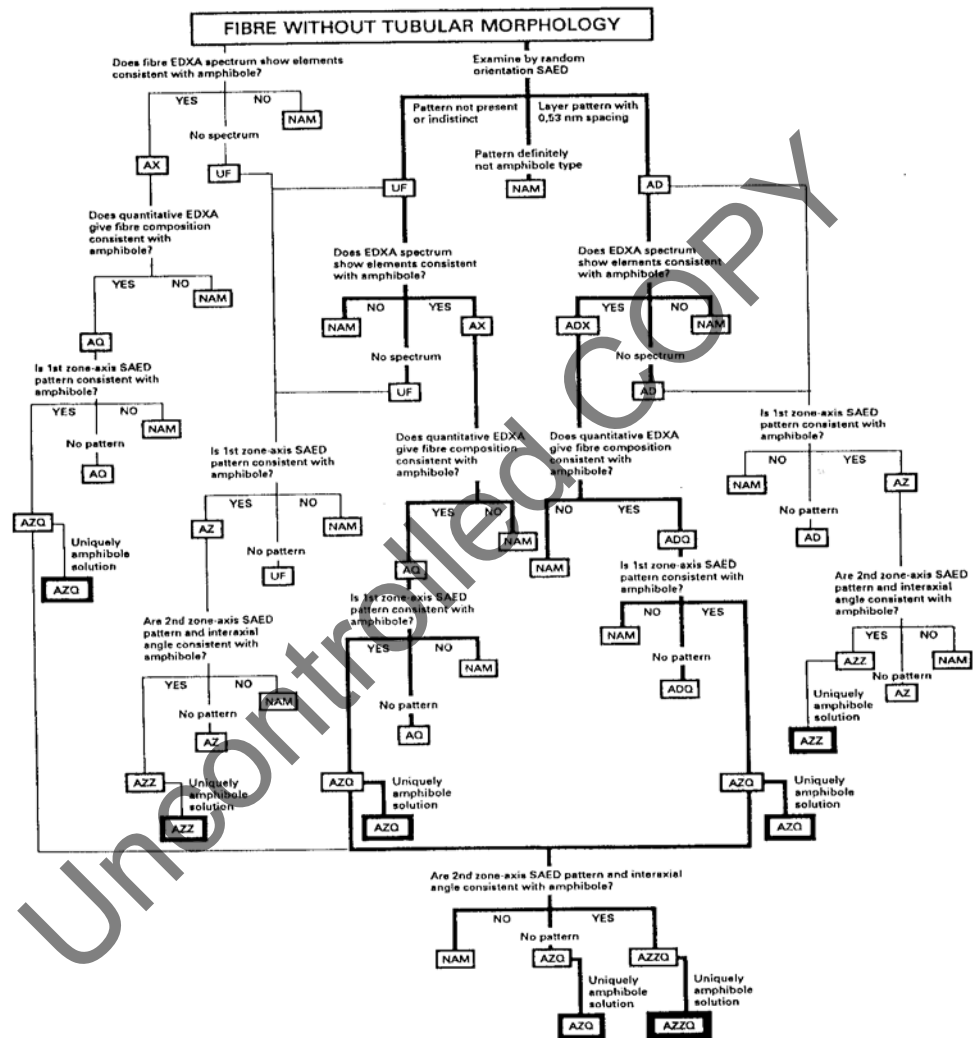 FIBRE WITHOUT TUBULAR MORPHOLOGY
Does fibre EDXA spectrum show elements
consistent with amphibole?
YES
NO
NAM
No spectrum
AX
UF
Does quantitative EDXA
give fibre composition
consistent with
amphibole?
YES
NO
NAM
AQ
Is 1st zone-axis SAED
pattern consistent with
amphibole?
YES
NO
NAM
No pattern
AQ
AZQ
Uniquely
amphibole
solution
AZQ
Is 1st zone-axis SAED
pattern consistent with
amphibole?
YES
NO
AZ
NAM
No pattern
UF
Are 2nd zone-axis SAED
pattern and interaxial
angle consistent with
amphibole?
YES
NO
NAM
No pattern
AZ
AZZ
Uniquely
amphibole
solution
AZZ
Examine by random
orientation SAED
Pattern not present
or indistinct
Layer pattern with
0,53 nm spacing
Pattern definitely
not amphibole type
UF
NAM
AD
Does EDXA spectrum
show elements consistent
with amphibole?
NO
YES
NAM
AX
No spectrum
UF
Does quantitative EDXA
give fibre composition
consistent with
amphibole?
YES
NO
NAM
AQ
Is 1st zone-axis SAED
pattern consistent with
amphibole?
YES
NO
NAM
No pattern
AQ
AZQ
Uniquely
amphibole
solution
AZQ
Does EDXA spectrum
show elements consistent
with amphibole?
ADX
YES
NO
NAM
No spectrum
AD
Does quantitative EDXA
give fibre composition
consistent with
amphibole?
NO
YES
NAM
ADQ
Is 1st zone-axis SAED
pattern consistent with
amphibole?
NO
YES
NAM
No pattern
ADQ
AZQ
Uniquely
amphibole
solution
AZQ
Is 1st zone-axis SAED
pattern consistent with
amphibole?
NO
YES
NAM
AZ
No pattern
AD
Are 2nd zone-axis SAED
pattern and interaxial
angle consistent with
amphibole?
YES
NO
AZZ
NAM
No pattern
AZ
Uniquely
amphibole
solution
AZZ
Are 2nd zone-axis SAED pattern and interaxial
angle consistent with amphibole?
NO
YES
No pattern
NAM
AZQ
AZZQ
Uniquely
amphibole
solution
Uniquely
amphibole
solution
AZQ
AZZQ
Uncontrolled COPY